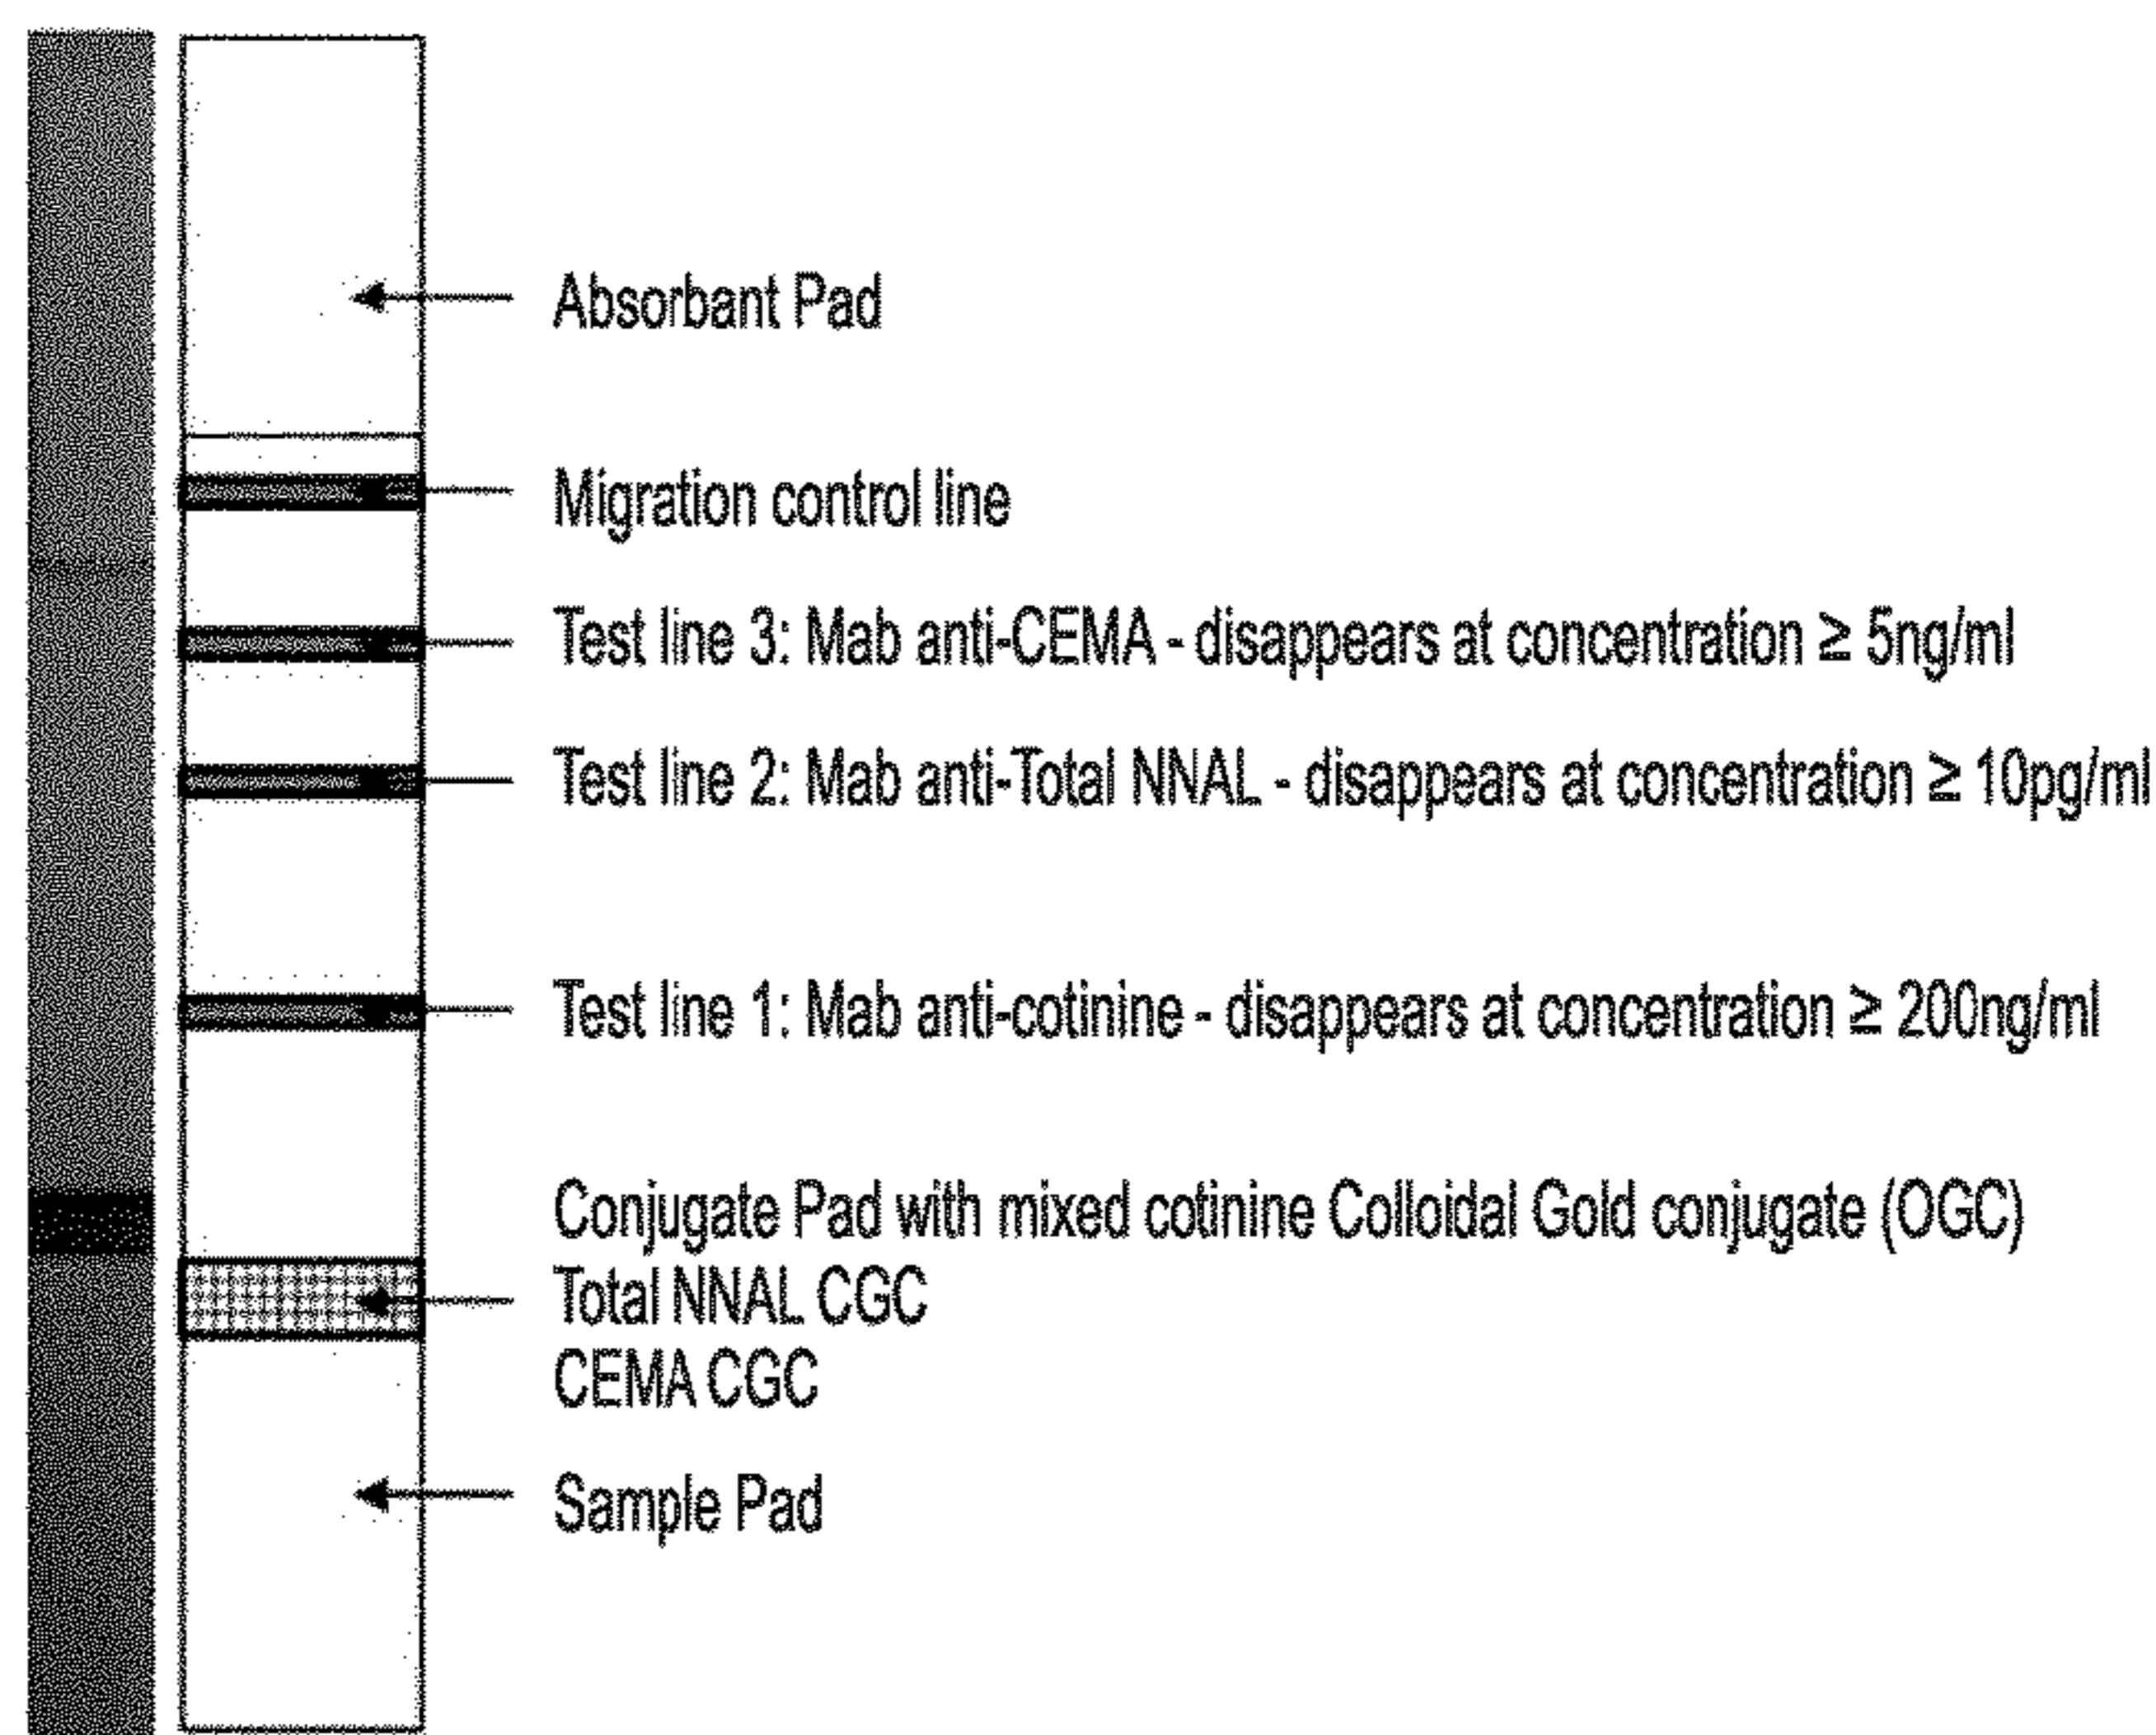 Absorbant Pad
Migration control line
Test line 3: Mab anti-CEMA - disappears at concentration ≥ 5ng/ml
Test line 2: Mab anti-Total NNAL - disappears at concentration ≥ 10pg/ml
Test line 1: Mab anti-cotinine - disappears at concentration ≥ 200ng/ml
Conjugate Pad with mixed cotinine Colloidal Gold conjugate (OGC)
Total NNAL CGC
CEMA CGC
Sample Pad